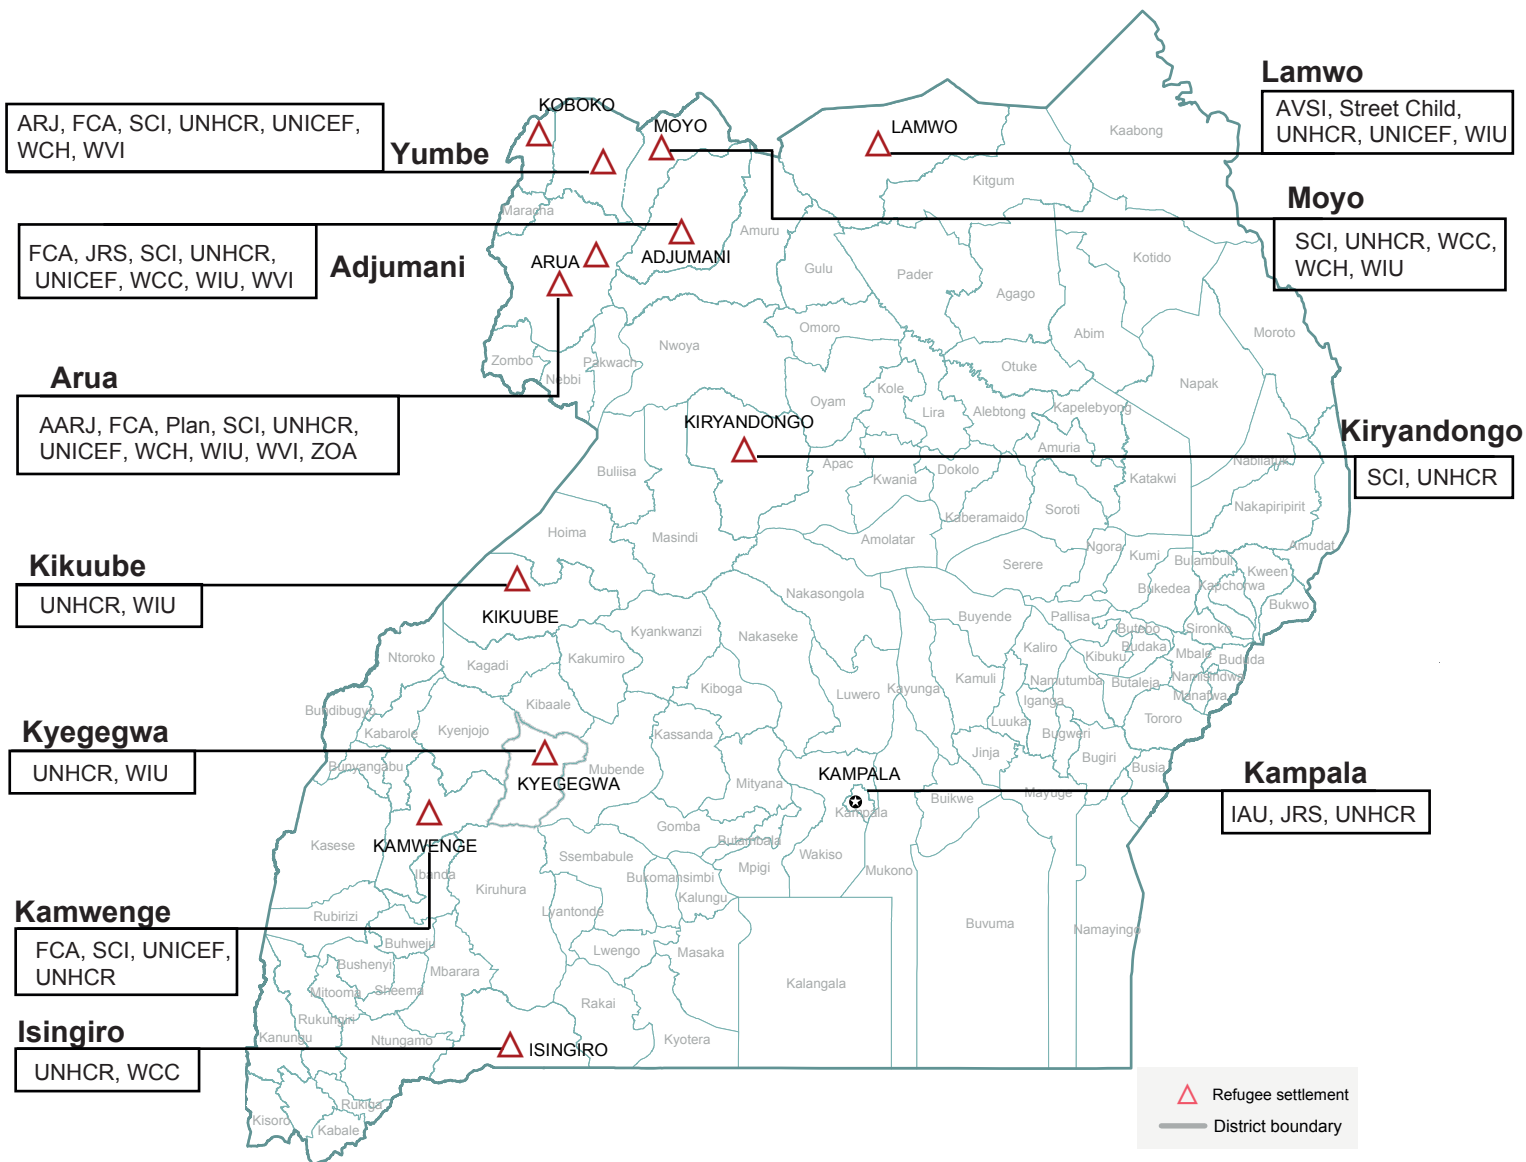 Lamwo
AVSI, Street Child,
UNHCR, UNICEF, WIU
KOBOKO
ARJ, FCA, SCI, UNHCR, UNICEF,
WCH, WVI
Yumbe
MOYO
LAMWO
Kaabong
Kitgum
Moyo
SCI, UNHCR, WCC,
WCH, WIU
Maracha
FCA, JRS, SCI, UNHCR,
UNICEF, WCC, WIU, WVI
Adjumani
ARUA
ADJUMANI
Amuru
Gulu
Pader
Agago
Kotido
Abim
Moroto
Omoro
Nwoya
Zombo
Nebbi
Pakwach
Otuke
Napak
Arua
AARJ, FCA, Plan, SCI, UNHCR,
UNICEF, WCH, WIU, WVI, ZOA
Kole
Oyam
Lira
Alebtong
Kapelebyong
KIRYANDONGO
Kiryandongo
SCI, UNHCR
Amuria
Nabilatuk
Apac
Kwania
Dokolo
Katakwi
Buliisa
Nakapiripirit
Kaberamaido
Soroti
Hoima
Masindi
Amolatar
Amudat
Ngora
Kumi
Bulambuli
Serere
Kween
Kapchorwa
Bukedea
Bukwo
Kikuube
UNHCR, WIU
KIKUUBE
Nakasongola
Buyende
Pallisa
Kyankwanzi
Nakaseke
Butebo
Sironko
Kaliro
Budaka
Kibuku
Mbale
Bududa
Ntoroko
Kagadi
Kakumiro
Kamuli
Namutumba
Butaleja
Namisindwa
Manafwa
Kiboga
Luwero
Kayunga
Iganga
Kibaale
Bundibugyo
Kabarole
Kyenjojo
Kassanda
Luuka
Tororo
Bugweri
Kyegegwa
UNHCR, WIU
Bunyangabu
KYEGEGWA
Mubende
Mityana
KAMPALA
Kampala
Jinja
Bugiri
Busia
Buikwe
Mayuge
Kampala
IAU, JRS, UNHCR
KAMWENGE
Kasese
Gomba
Butambala
Ssembabule
Wakiso
Mpigi
Mukono
Ibanda
Kiruhura
Bukomansimbi
Kalungu
Kamwenge
FCA, SCI, UNICEF,
UNHCR
Rubirizi
Lyantonde
Buhweju
Lwengo
Masaka
Buvuma
Namayingo
Bushenyi
Mbarara
Mitooma
Sheema
Kalangala
Rakai
Rukungiri
Isingiro
UNHCR, WCC
Kanungu
Ntungamo
ISINGIRO
Kyotera
Rukiga
Kisoro
Kabale
Refugee settlement
District boundary